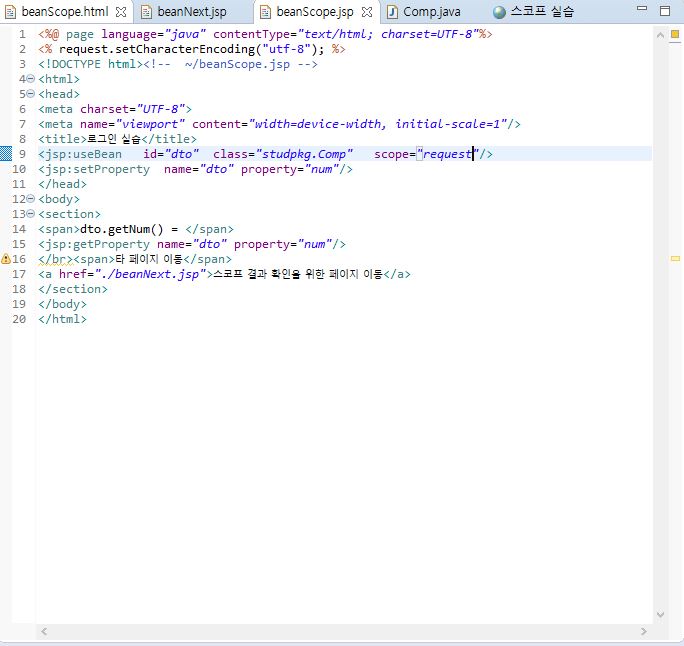 beanScope.html beanNext.jsp beanScope.jsp Comp.java 스코프 실습
1 <%@ page language="java" contentType="text/html; charset=UTF-8"%>
2 <% request.setCharacterEncoding("utf-8"); %>
3 <!DOCTYPE html><!--  ~/beanScope.jsp -->
4 <html>
5 <head>
6 <meta charset="UTF-8">
7 <meta name="viewport" content="width=device-width, initial-scale=1"/>
8 <title>로그인 실습</title>
9 <jsp:useBean   id="dto"  class="studpkg.Comp"   scope="request"/>
10 <jsp:setProperty  name="dto" property="num"/>
11 </head>
12 <body>
13 <section>
14 <span>dto.getNum() = </span>
15 <jsp:getProperty name="dto" property="num"/>
16 </br><span>타 페이지 이동</span>
17 <a href="./beanNext.jsp">스코프 결과 확인을 위한 페이지 이동</a>
18 </section>
19 </body>
20 </html>